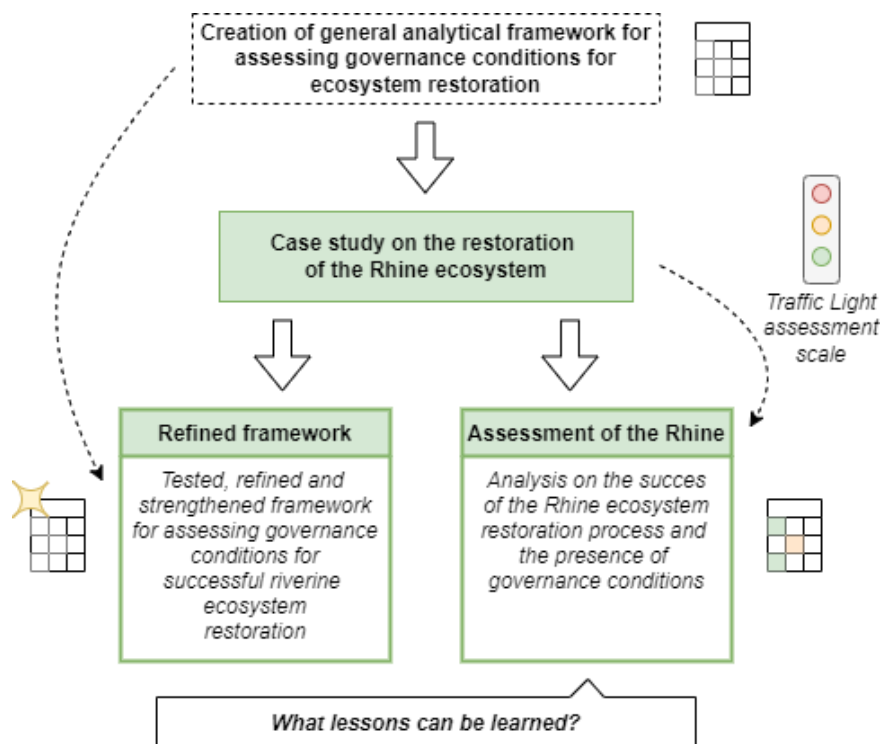 Creation of general analytical framework for
assessing governance conditions for
ecosystem restoration
Case study on the restoration
of the Rhine ecosystem
Traffic Light
assessment
scale
Refined framework
Tested, refined and
strengthened framework
for assessing governance
conditions for
successful riverine
ecosystem
restoration
Assessment of the Rhine
Analysis on the succes
of the Rhine ecosystem
restoration process and
the presence of
governance conditions
What lessons can be learned?